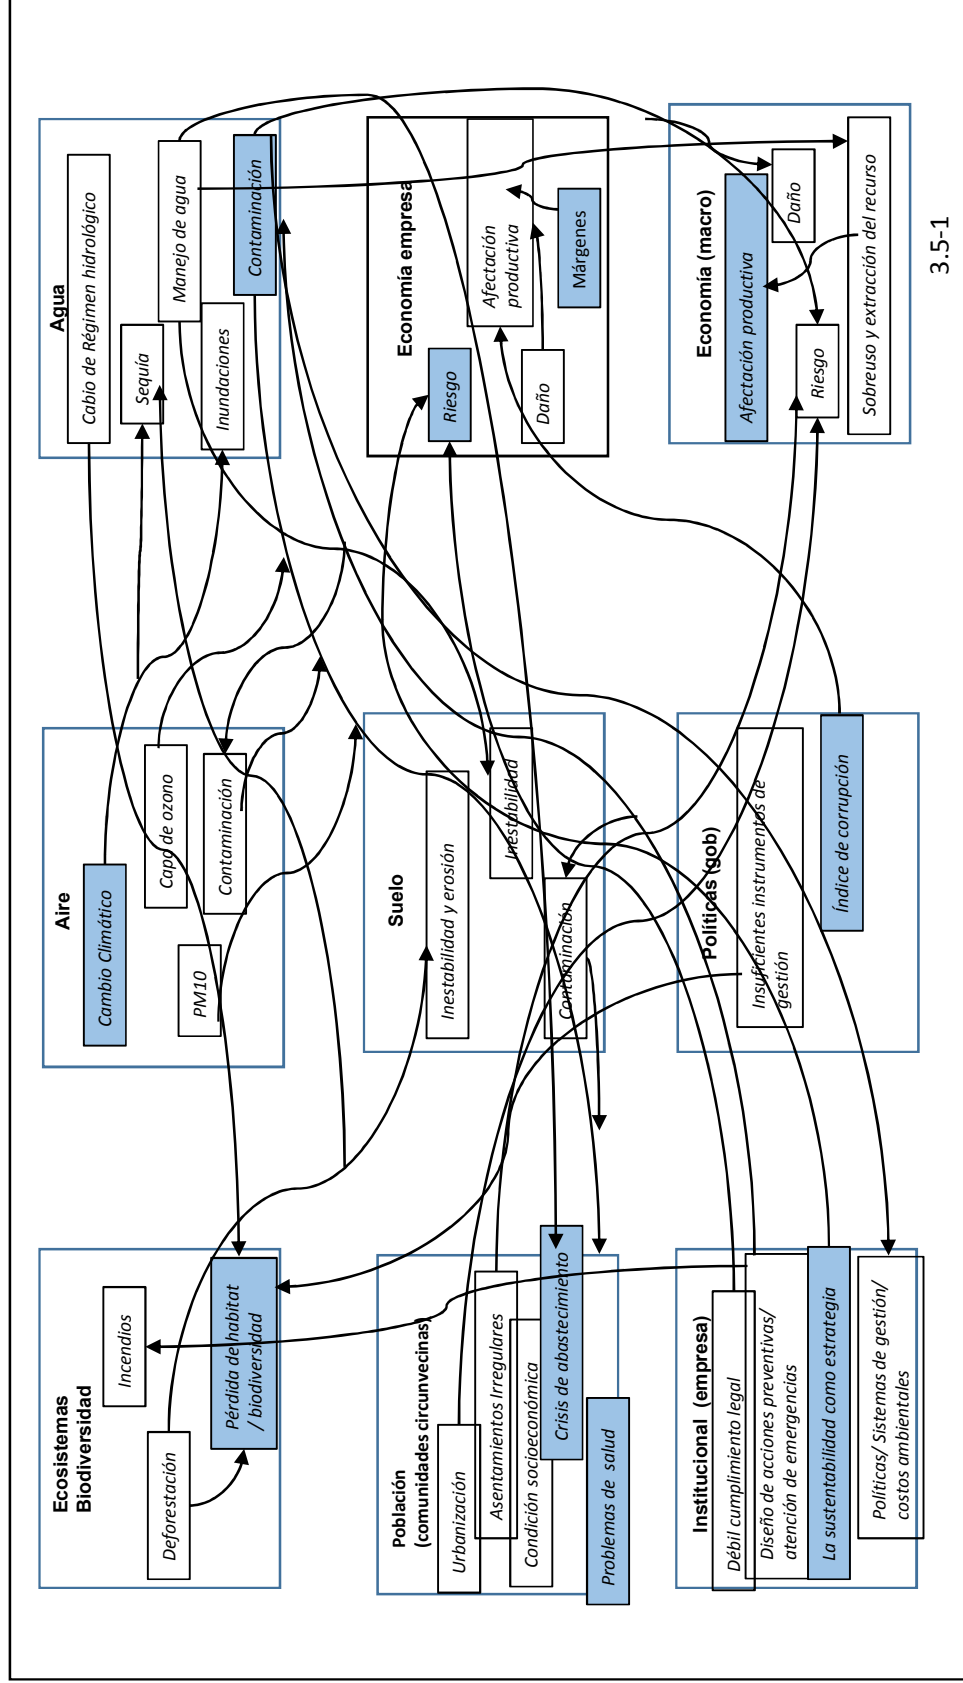 Ecosistemas
Biodiversidad
Incendios
Deforestación
Pérdida de habitat
/ biodiversidad
Aire
Cambio Climático
Capa de ozono
PM10
Contaminación
Agua
Cabio de Régimen hidrológico
Sequía
Manejo de agua
Inundaciones
Contaminación
Población
(comunidades circunvecinas)
Urbanización
Asentamientos Irregulares
Condición socioeconómica
Crisis de abastecimiento
Problemas de salud
Suelo
Inestabilidad y erosión
Inestabilidad
Contaminación
Economía empresa
Riesgo
Afectación
productiva
Daño
Márgenes
Institucional (empresa)
Débil cumplimiento legal
Diseño de acciones preventivas/
atención de emergencias
La sustentabilidad como estrategia
Políticas/ Sistemas de gestión/
costos ambientales
Políticas (gob)
Insuficientes instrumentos de
gestión
Índice de corrupción
Economía (macro)
Afectación productiva
Daño
Riesgo
Sobreuso y extracción del recurso
3.5-1